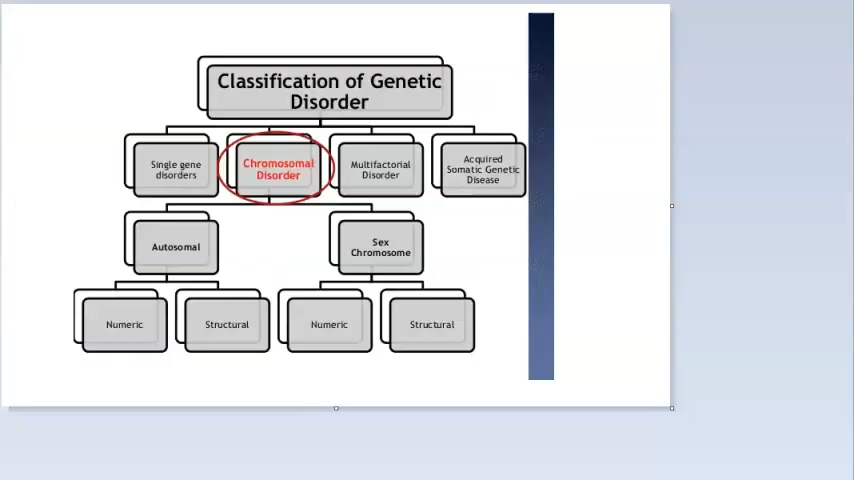 Classification of Genetic
Disorder
Single gene
disorders
Chromosomal
Disorder
Multifactorial
Disorder
Acquired
Somatic Genetic
Disease
Autosomal
Sex
Chromosome
Numeric
Structural
Numeric
Structural